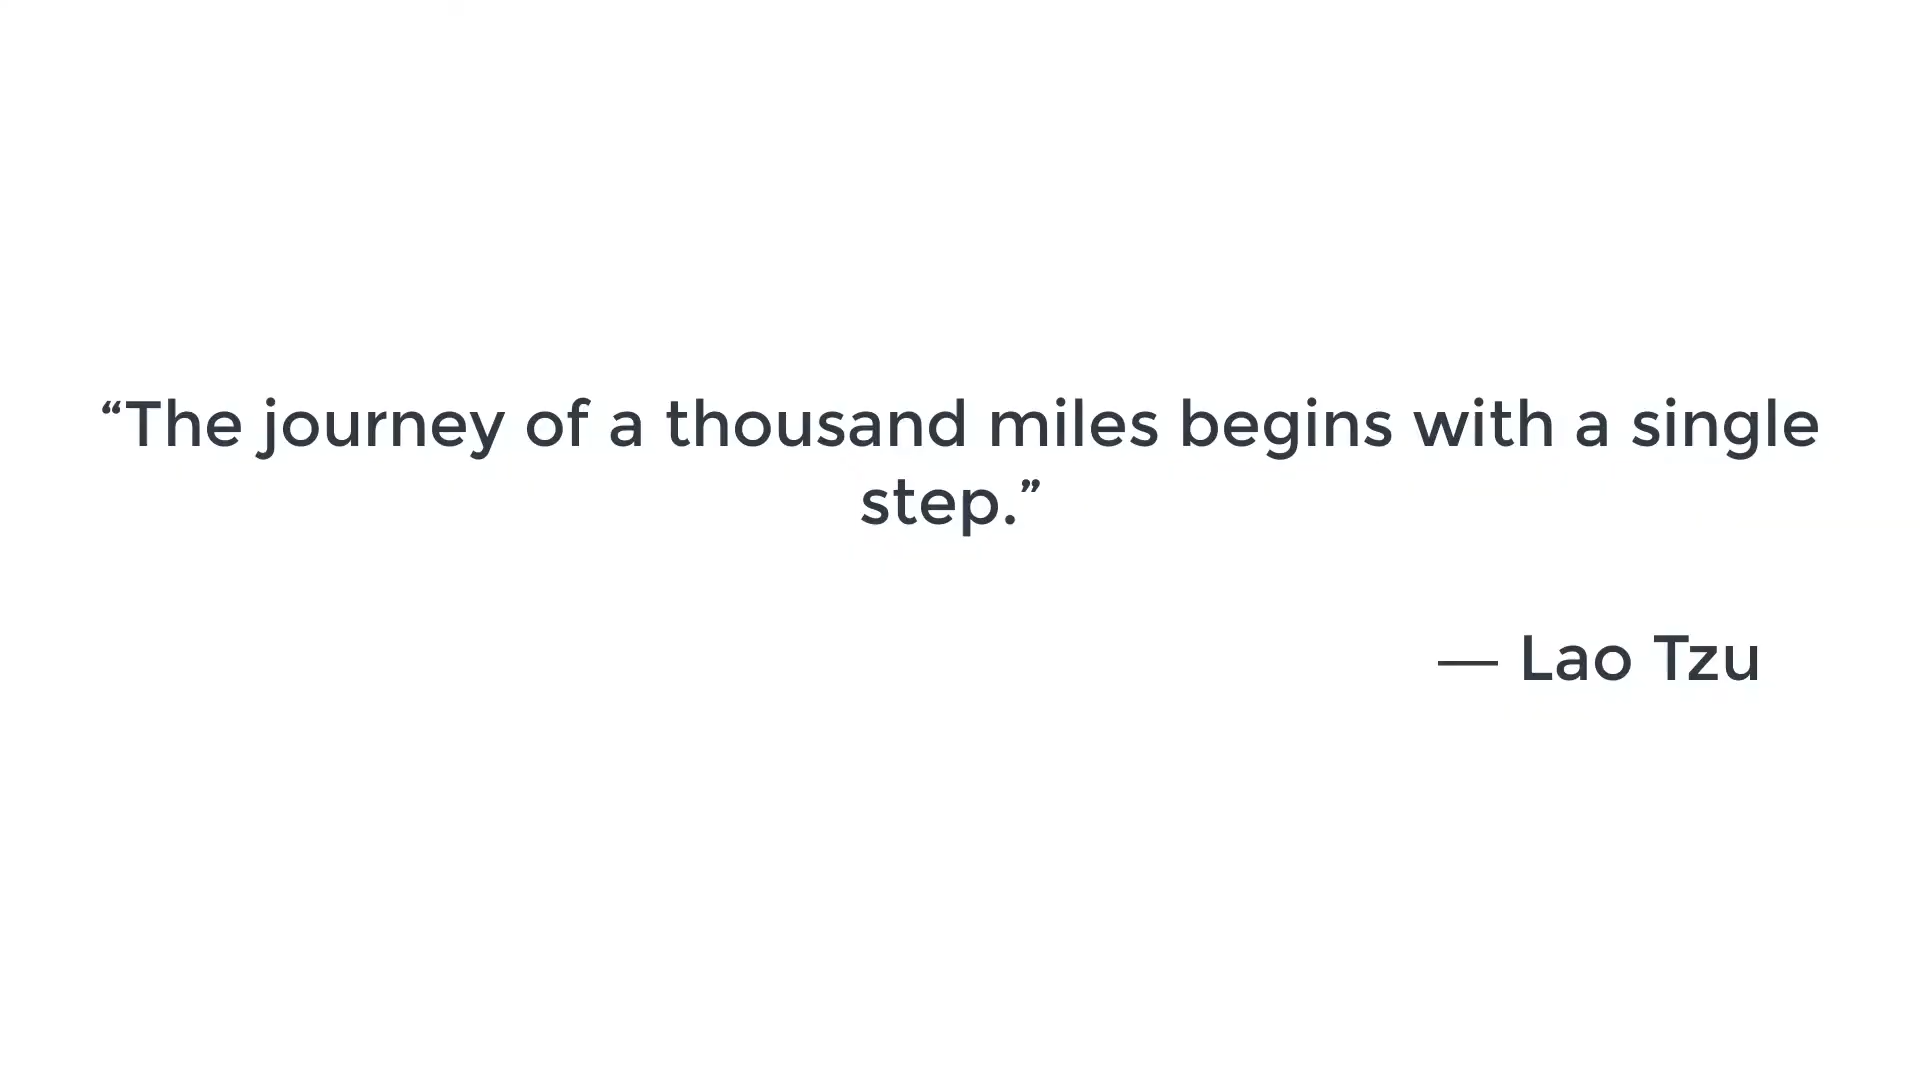 “The journey of a thousand miles begins with a single
step.”
— Lao Tzu